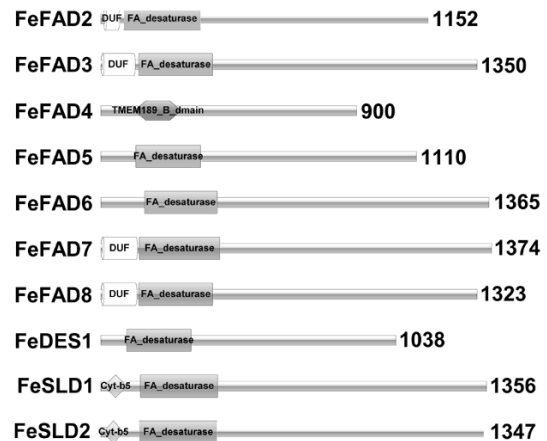 FeFAD2 DUF FA_desaturase 1152
FeFAD3 DUF FA_desaturase 1350
FeFAD4 TMEM189_B_dmain 900
FeFAD5 FA_desaturase 1110
FeFAD6 FA_desaturase 1365
FeFAD7 DUF FA_desaturase 1374
FeFAD8 DUF FA_desaturase 1323
FeDES1 FA_desaturase 1038
FeSLD1 Cyt-b5 FA_desaturase 1356
FeSLD2 Cyt-b5 FA_desaturase 1347